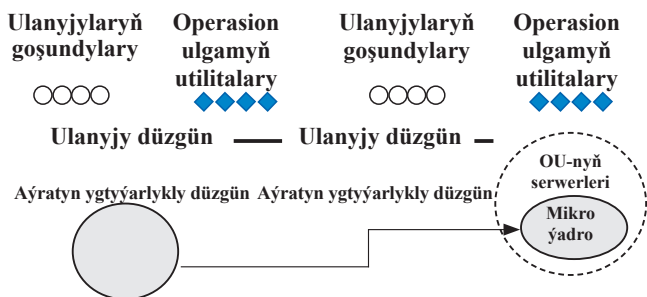 Ulanyjylaryň
goşundylary
Operasion
ulgamyň
utilitalary
Ulanyjylaryň
goşundylary
Operasion
ulgamyň
utilitalary
Ulanyjy düzgün
Ulanyjy düzgün
OU-nyň
serwerleri
Aýratyn ygtyýarlykly düzgün
Aýratyn ygtyýarlykly düzgün
Mikro
ýadro